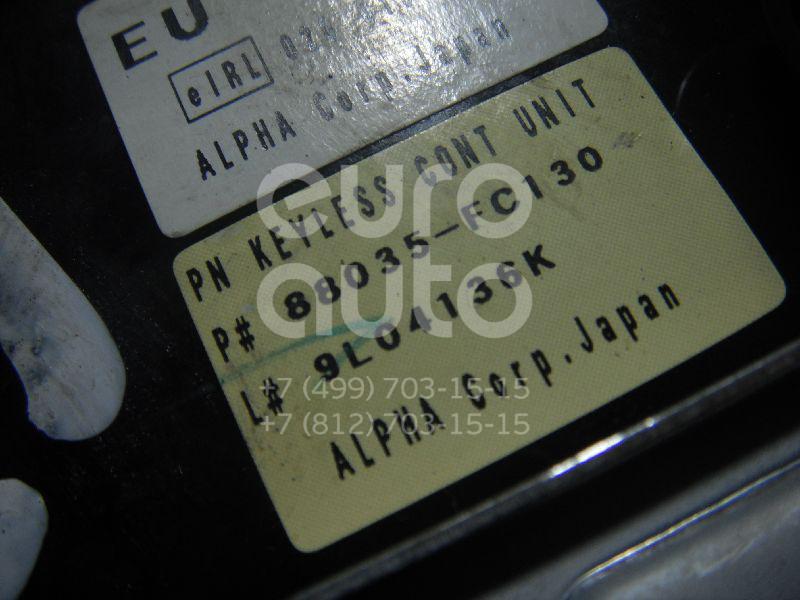 EU
eIRL 03
ALPHA Corp. Japan
PN KEYLESS CONT UNIT
P# 88035-FC130
L# 9L04136K
ALPHA Corp. Japan
euro
auto
+7 (499) 703-15-15
+7 (812) 703-15-15